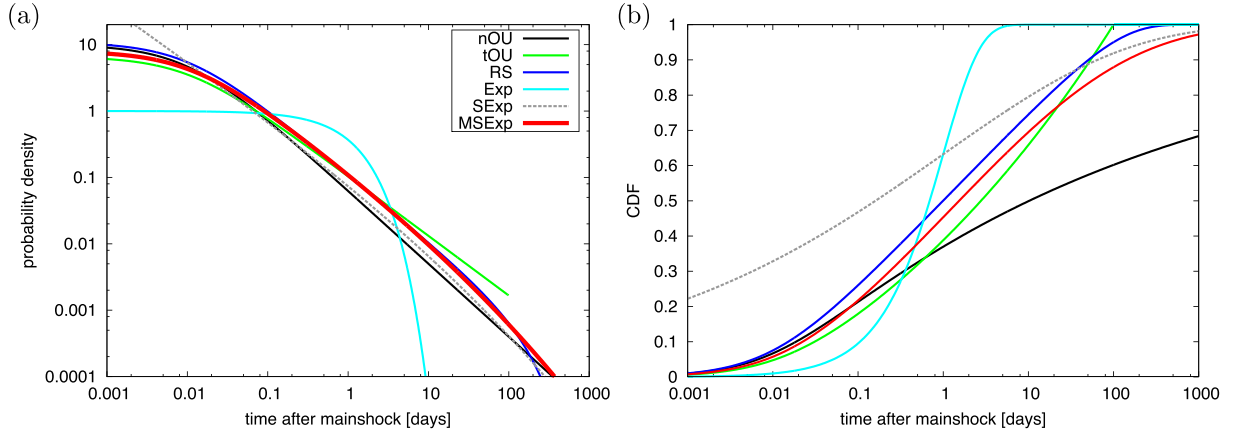 (a)
probability density
10
1
0.1
0.01
0.001
0.0001
nOU
tOU
RS
Exp
SExp
MSExp
0.001 0.01 0.1 1 10 100 1000
time after mainshock [days]
(b)
CDF
1
0.9
0.8
0.7
0.6
0.5
0.4
0.3
0.2
0.1
0
0.001 0.01 0.1 1 10 100 1000
time after mainshock [days]